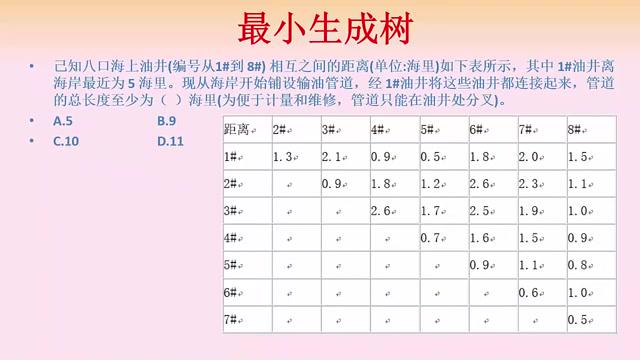 最小生成树
• 己知八口海上油井(编号从1#到 8#) 相互之间的距离(单位:海里)如下表所示，其中 1#油井离
海岸最近为 5 海里。现从海岸开始铺设输油管道，经 1#油井将这些油井都连接起来，管道
的总长度至少为（ ）海里(为便于计量和维修，管道只能在油井处分叉)。
• A.5 B.9
• C.10 D.11
距离 2# 3# 4# 5# 6# 7# 8#
1# 1.3 2.1 0.9 0.5 1.8 2.0 1.5
2# 0.9 1.8 1.2 2.6 2.3 1.1
3# 2.6 1.7 2.5 1.9 1.0
4# 0.7 1.6 1.5 0.9
5# 0.9 1.1 0.8
6# 0.6 1.0
7# 0.5